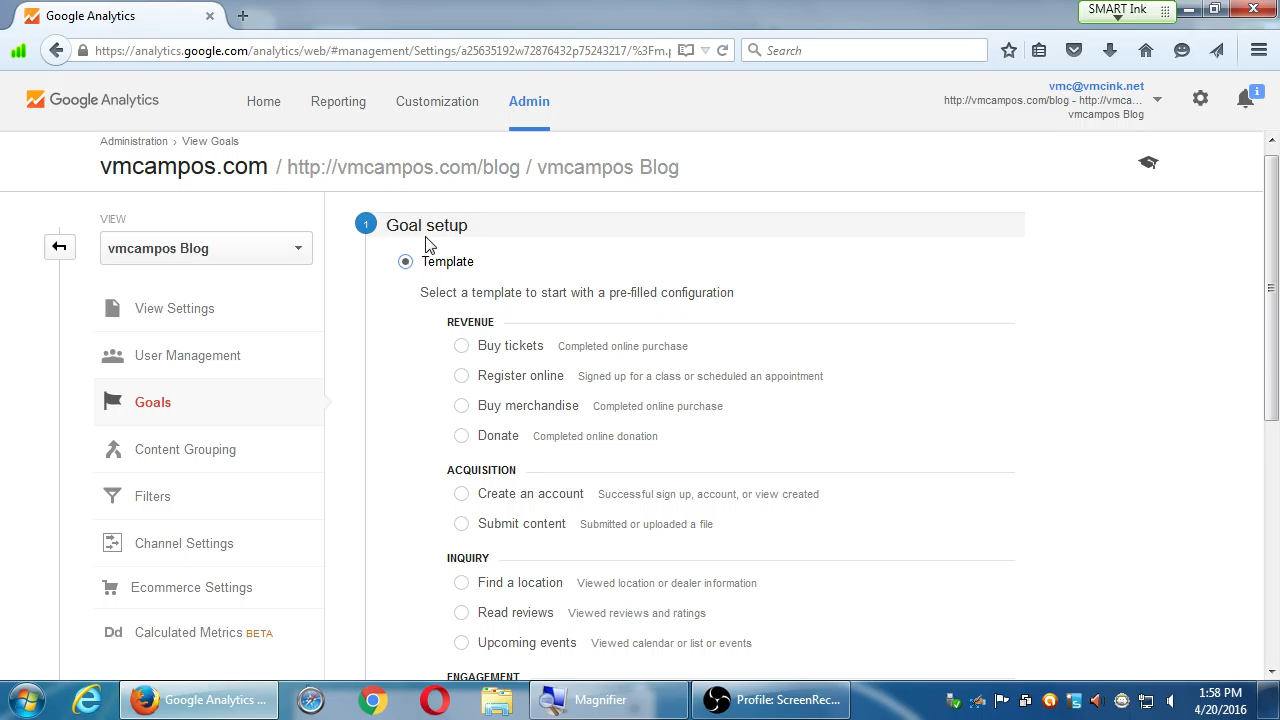 Google Analytics
SMART Ink
https://analytics.google.com/analytics/web/#management/Settings/a25635192w72876432p75243217/%3Fm.p
Search
Google Analytics
Home
Reporting
Customization
Admin
vmc@vmcink.net
http://vmcampos.com/blog - http://vmca...
vmcampos Blog
i
Administration › View Goals
vmcampos.com / http://vmcampos.com/blog / vmcampos Blog
VIEW
vmcampos Blog
View Settings
User Management
Goals
Content Grouping
Filters
Channel Settings
Ecommerce Settings
Dd Calculated Metrics BETA
1 Goal setup
Template
Select a template to start with a pre-filled configuration
REVENUE
Buy tickets Completed online purchase
Register online Signed up for a class or scheduled an appointment
Buy merchandise Completed online purchase
Donate Completed online donation
ACQUISITION
Create an account Successful sign up, account, or view created
Submit content Submitted or uploaded a file
INQUIRY
Find a location Viewed location or dealer information
Read reviews Viewed reviews and ratings
Upcoming events Viewed calendar or list or events
ENGAGEMENT
Google Analytics ...
Magnifier
Profile: ScreenRec...
1:58 PM
4/20/2016